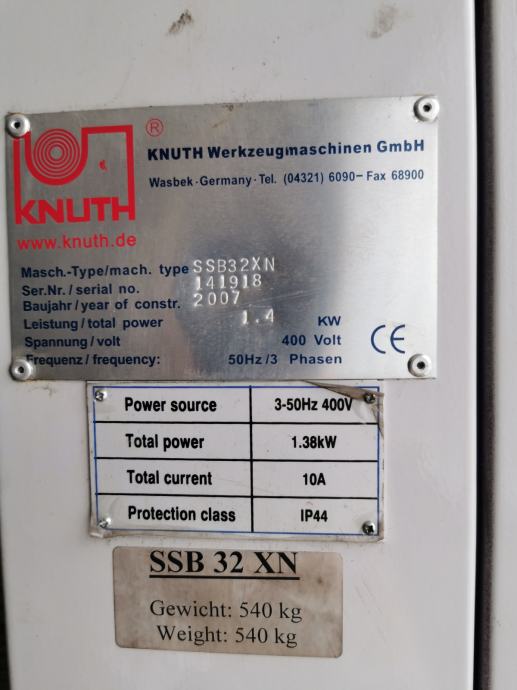 ®
KNUTH
www.knuth.de
KNUTH Werkzeugmaschinen GmbH
Wasbek · Germany · Tel. (04321) 6090 – Fax 68900
Masch.-Type/mach. type SSB32XN
Ser.Nr./ serial no. 141918
Baujahr/year of constr. 2007
Leistung/total power 1.4 KW
Spannung/volt 400 Volt
Frequenz/frequency: 50Hz/3 Phasen
CE
Power source 3-50Hz 400V
Total power 1.38kW
Total current 10A
Protection class IP44
SSB 32 XN
Gewicht: 540 kg
Weight: 540 kg